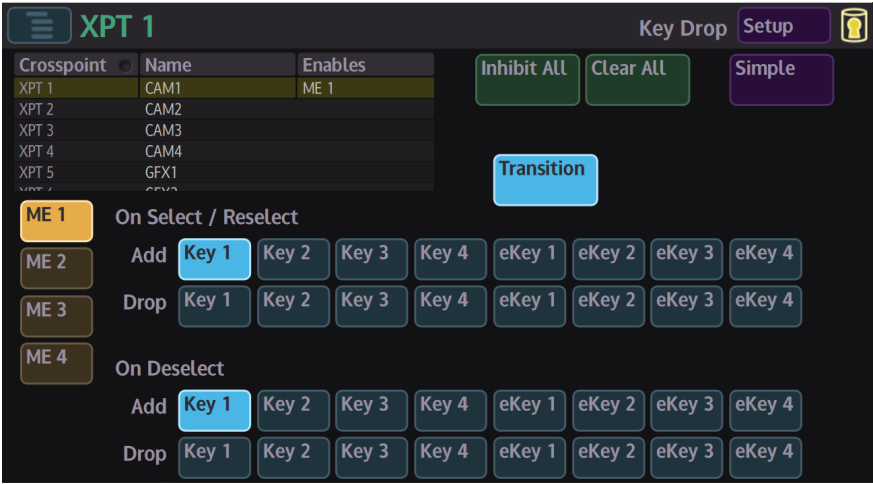 XPT 1 Key Drop Setup
Crosspoint Name Enables Inhibit All Clear All Simple
XPT 1 CAM1 ME 1
XPT 2 CAM2
XPT 3 CAM3
XPT 4 CAM4
XPT 5 GFX1
Transition
ME 1 On Select / Reselect
ME 2 Add Key 1 Key 2 Key 3 Key 4 eKey 1 eKey 2 eKey 3 eKey 4
ME 3 Drop Key 1 Key 2 Key 3 Key 4 eKey 1 eKey 2 eKey 3 eKey 4
ME 4 On Deselect
Add Key 1 Key 2 Key 3 Key 4 eKey 1 eKey 2 eKey 3 eKey 4
Drop Key 1 Key 2 Key 3 Key 4 eKey 1 eKey 2 eKey 3 eKey 4